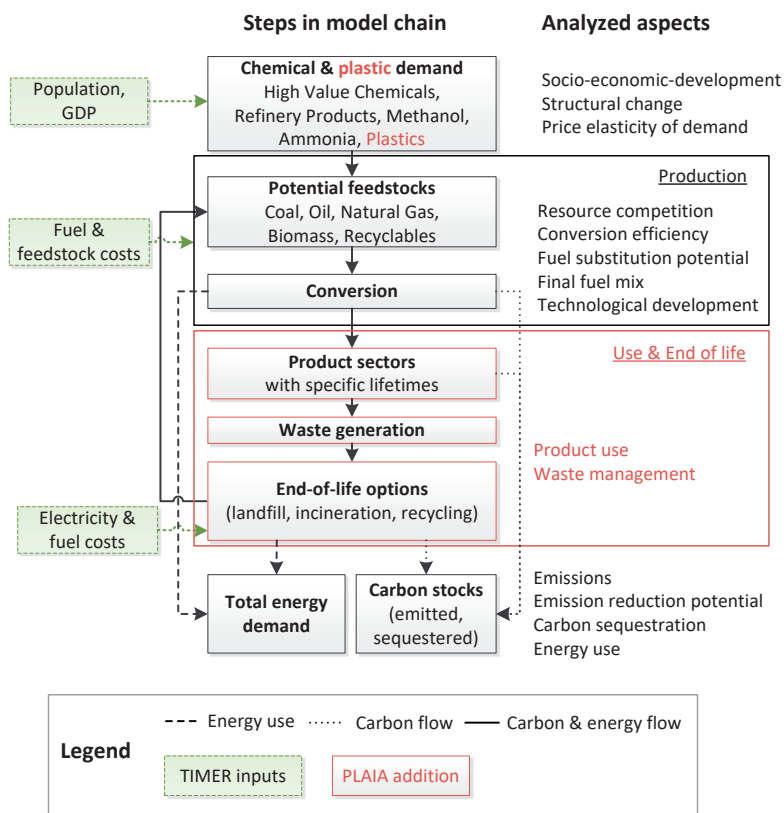 Steps in model chain
Analyzed aspects
Chemical & plastic demand
High Value Chemicals,
Refinery Products, Methanol,
Ammonia, Plastics
Population,
GDP
Socio-economic-development
Structural change
Price elasticity of demand
Production
Potential feedstocks
Coal, Oil, Natural Gas,
Biomass, Recyclables
Fuel &
feedstock costs
Resource competition
Conversion efficiency
Fuel substitution potential
Final fuel mix
Technological development
Conversion
Use & End of life
Product sectors
with specific lifetimes
Waste generation
Product use
Waste management
End-of-life options
(landfill, incineration, recycling)
Electricity &
fuel costs
Total energy
demand
Carbon stocks
(emitted,
sequestered)
Emissions
Emission reduction potential
Carbon sequestration
Energy use
Legend
Energy use
Carbon flow
Carbon & energy flow
TIMER inputs
PLAIA addition